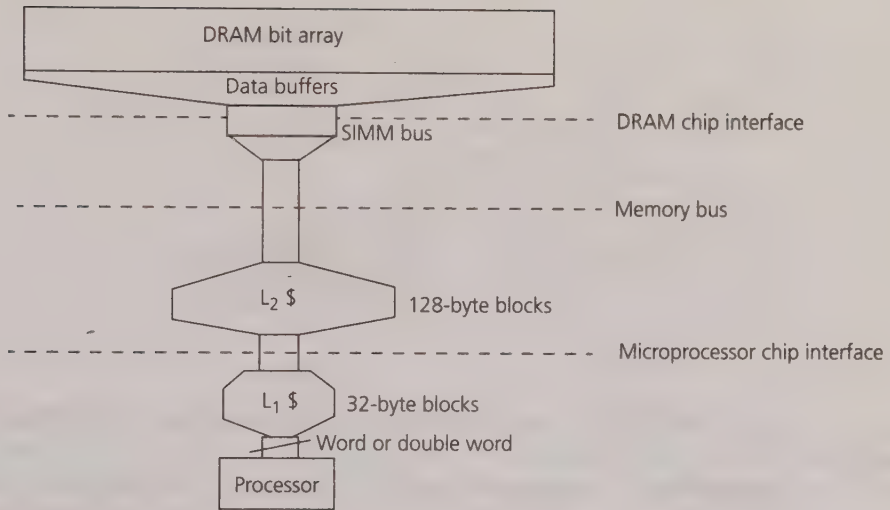 DRAM bit array
Data buffers
SIMM bus
DRAM chip interface
Memory bus
L₂ $
128-byte blocks
Microprocessor chip interface
L₁ $
32-byte blocks
Word or double word
Processor